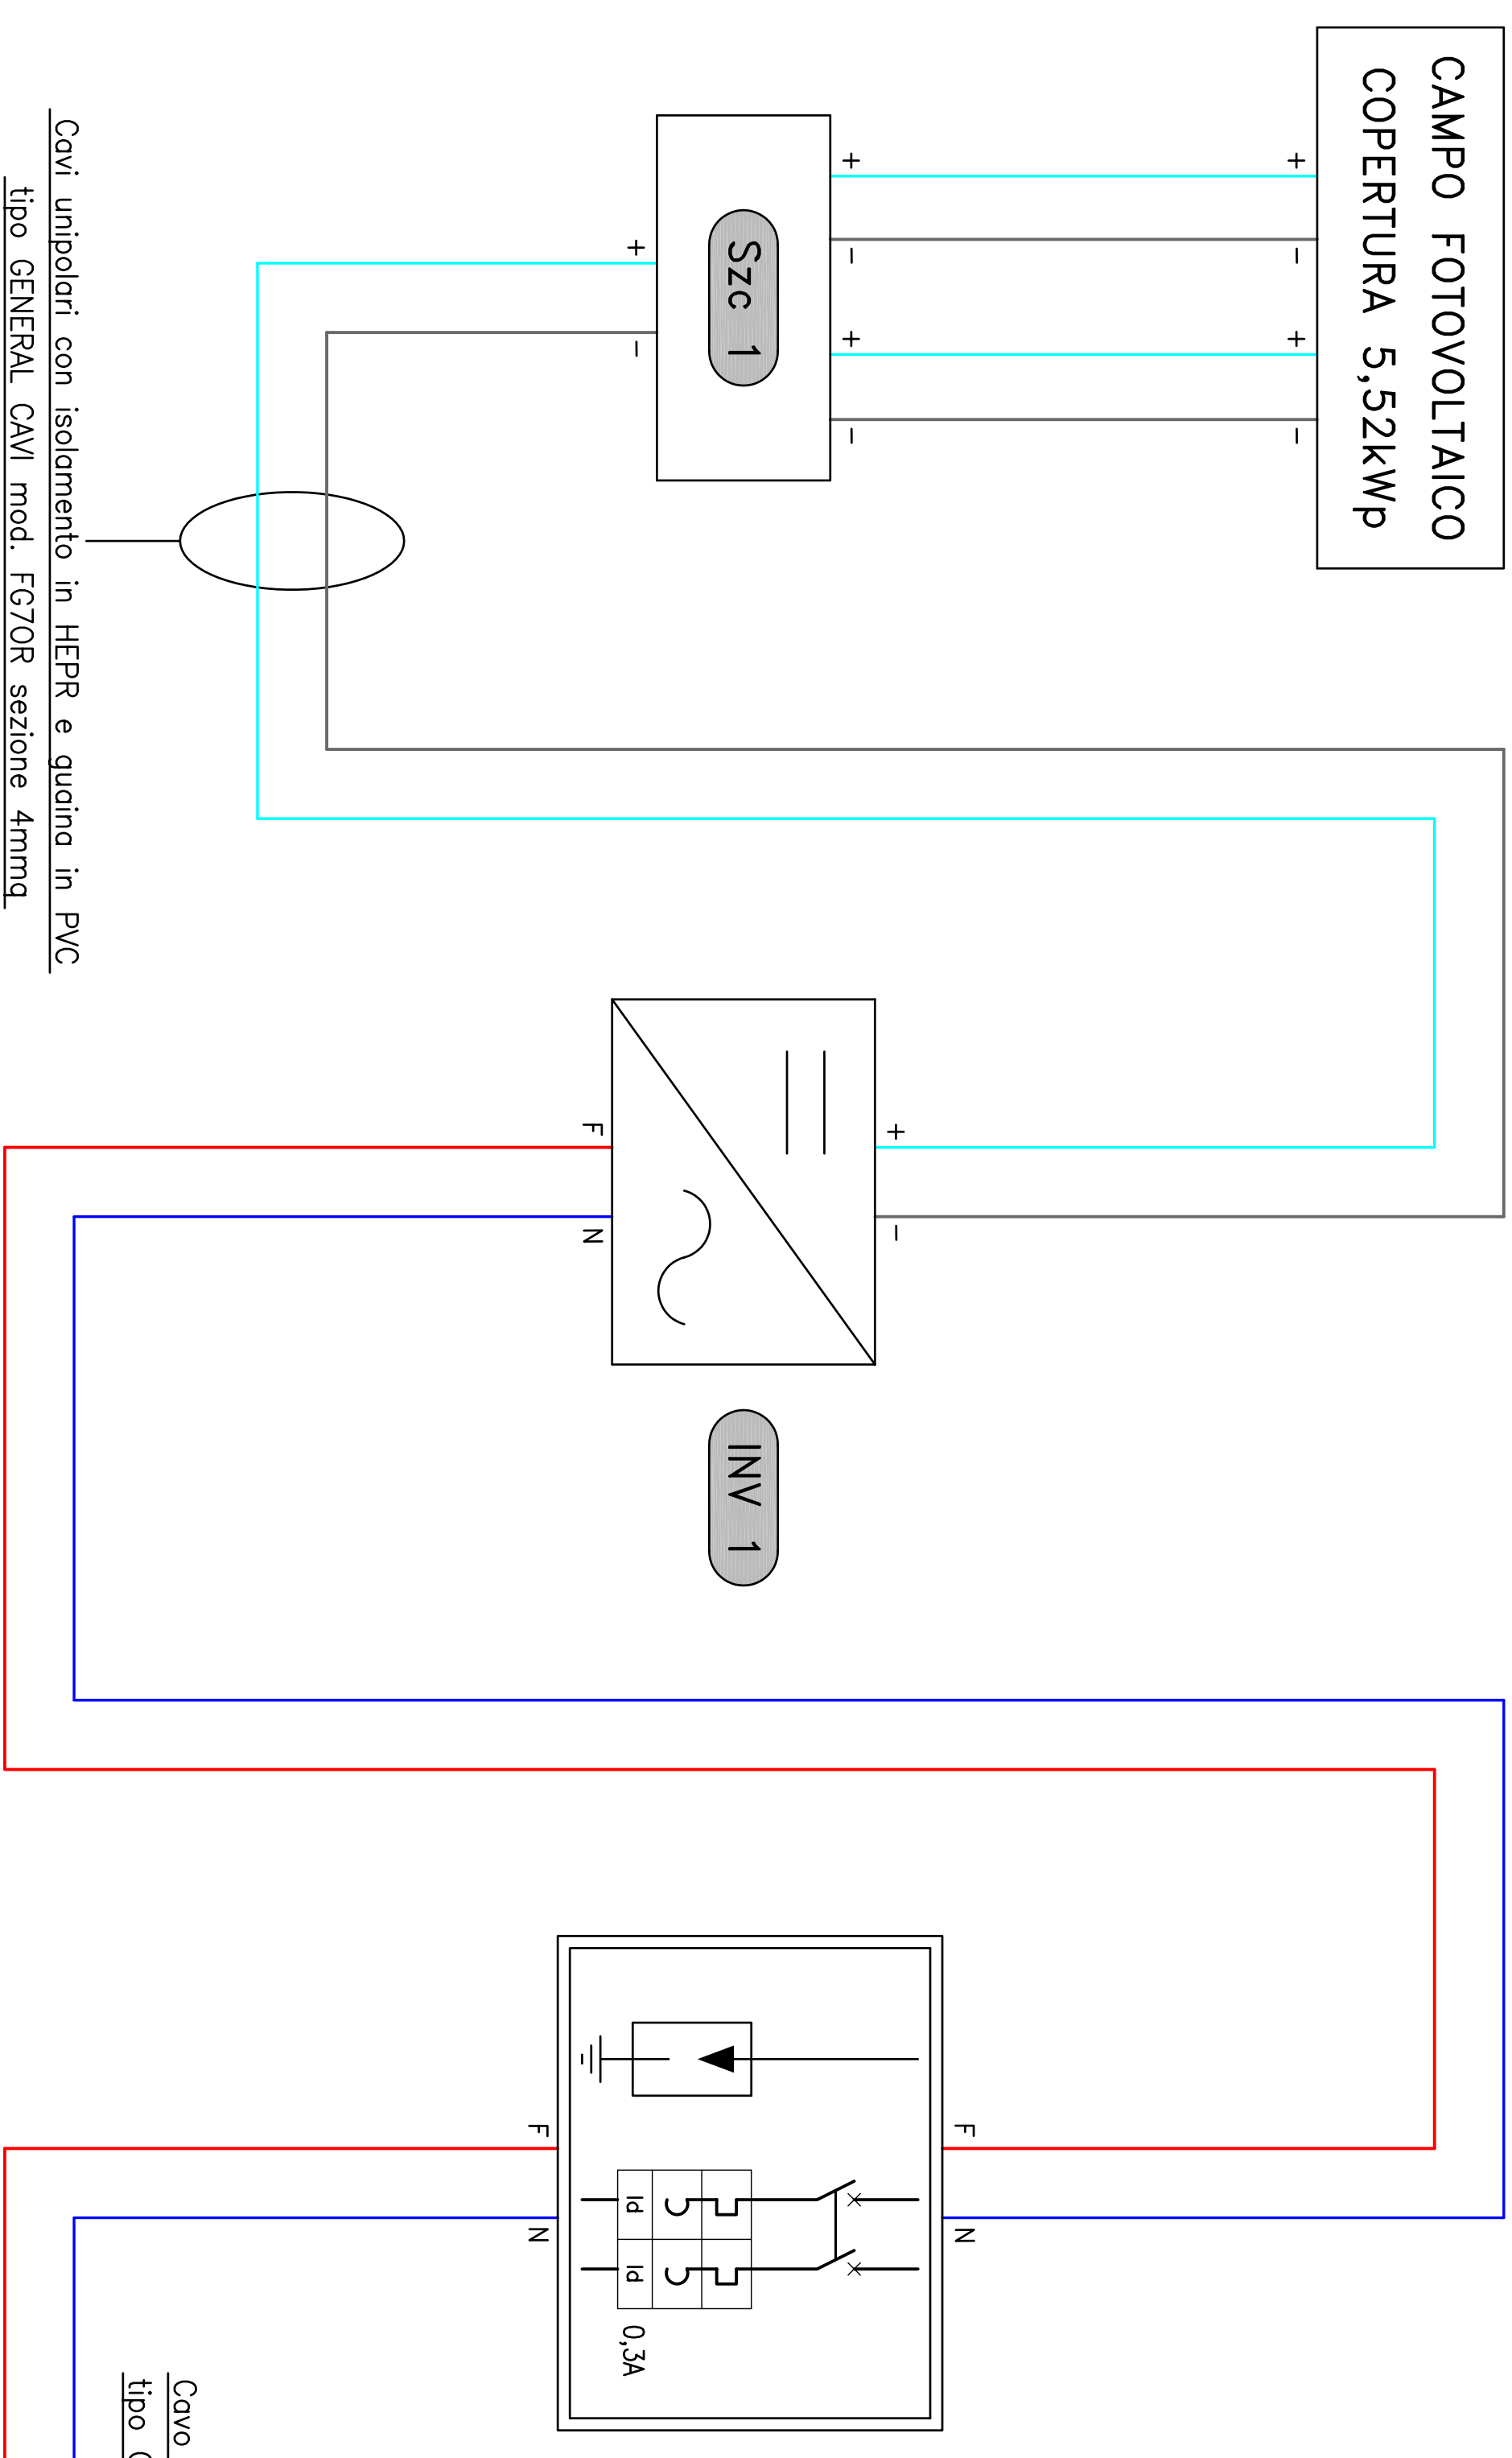 CAMPO FOTOVOLTAICO
COPERTURA 5,52kWp
+ - + -
+ - + -
Szc 1
+ -
Cavi unipolari con isolamento in HEPR e guaina in PVC
tipo GENERAL CAVI mod. FG7OR sezione 4mmq
+ -
INV 1
F N
F N
Id Id
0,3A
F N
Cavo
tipo